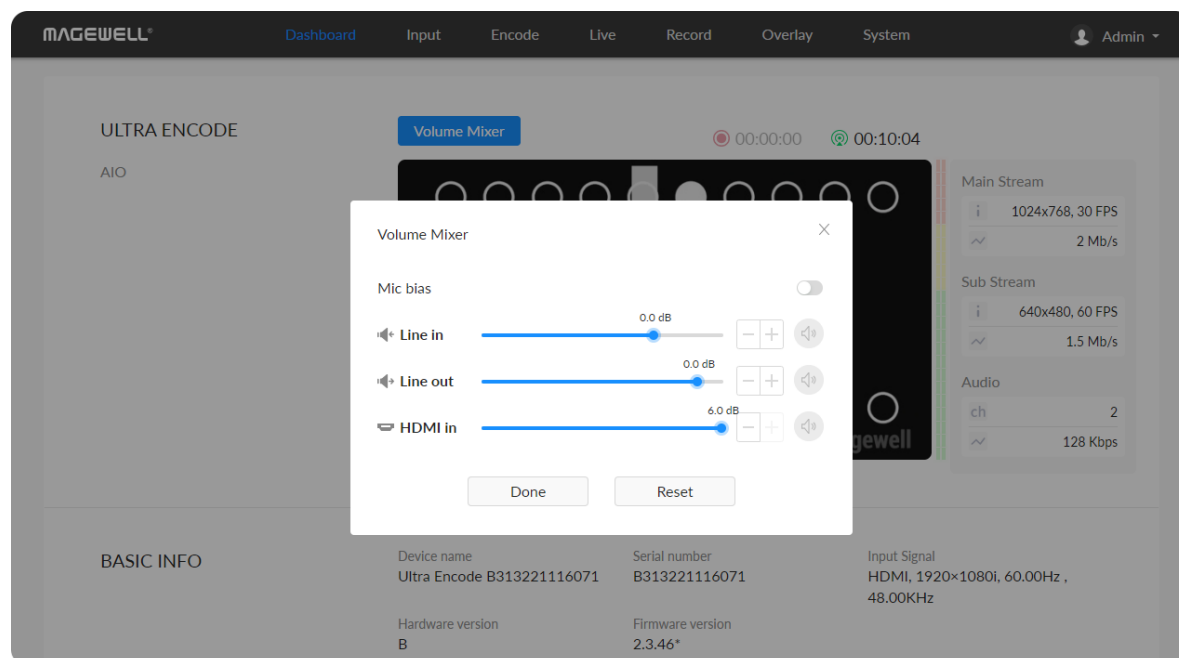 MAGEWELL®
Dashboard Input Encode Live Record Overlay System Admin
ULTRA ENCODE
AIO
Volume Mixer
00:00:00 00:10:04
Main Stream
1024x768, 30 FPS
2 Mb/s
Sub Stream
640x480, 60 FPS
1.5 Mb/s
Audio
ch 2
128 Kbps
gewell
Volume Mixer
Mic bias
0.0 dB
Line in
0.0 dB
Line out
6.0 dB
HDMI in
Done Reset
BASIC INFO
Device name
Ultra Encode B313221116071
Serial number
B313221116071
Input Signal
HDMI, 1920×1080i, 60.00Hz ,
48.00KHz
Hardware version
B
Firmware version
2.3.46*